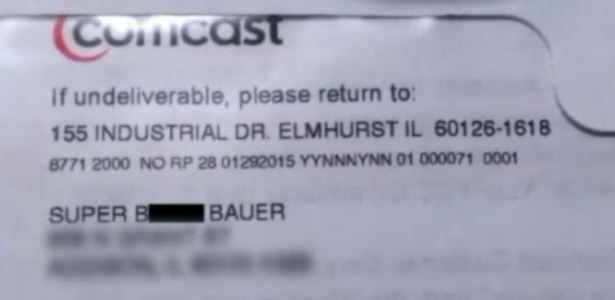 comcast
If undeliverable, please return to:
155 INDUSTRIAL DR. ELMHURST IL 60126-1618
8771 2000 NO RP 28 01292015 YYNNNYNN 01 000071 0001
SUPER B BAUER